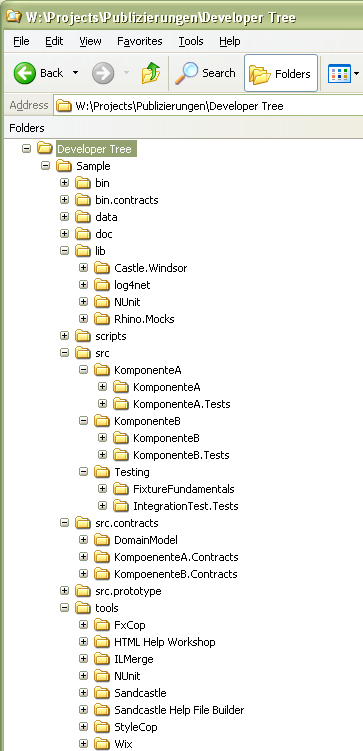 W:\Projects\Publizierungen\Developer Tree
File Edit View Favorites Tools Help
Back Search Folders
Address W:\Projects\Publizierungen\Developer Tree
Folders
Developer Tree
Sample
bin
bin.contracts
data
doc
lib
Castle.Windsor
log4net
NUnit
Rhino.Mocks
scripts
src
KomponenteA
KomponenteA
KomponenteA.Tests
KomponenteB
KomponenteB
KomponenteB.Tests
Testing
FixtureFundamentals
IntegrationTest.Tests
src.contracts
DomainModel
KompoenenteA.Contracts
KompoenenteB.Contracts
src.prototype
tools
FxCop
HTML Help Workshop
ILMerge
NUnit
Sandcastle
Sandcastle Help File Builder
StyleCop
Wix